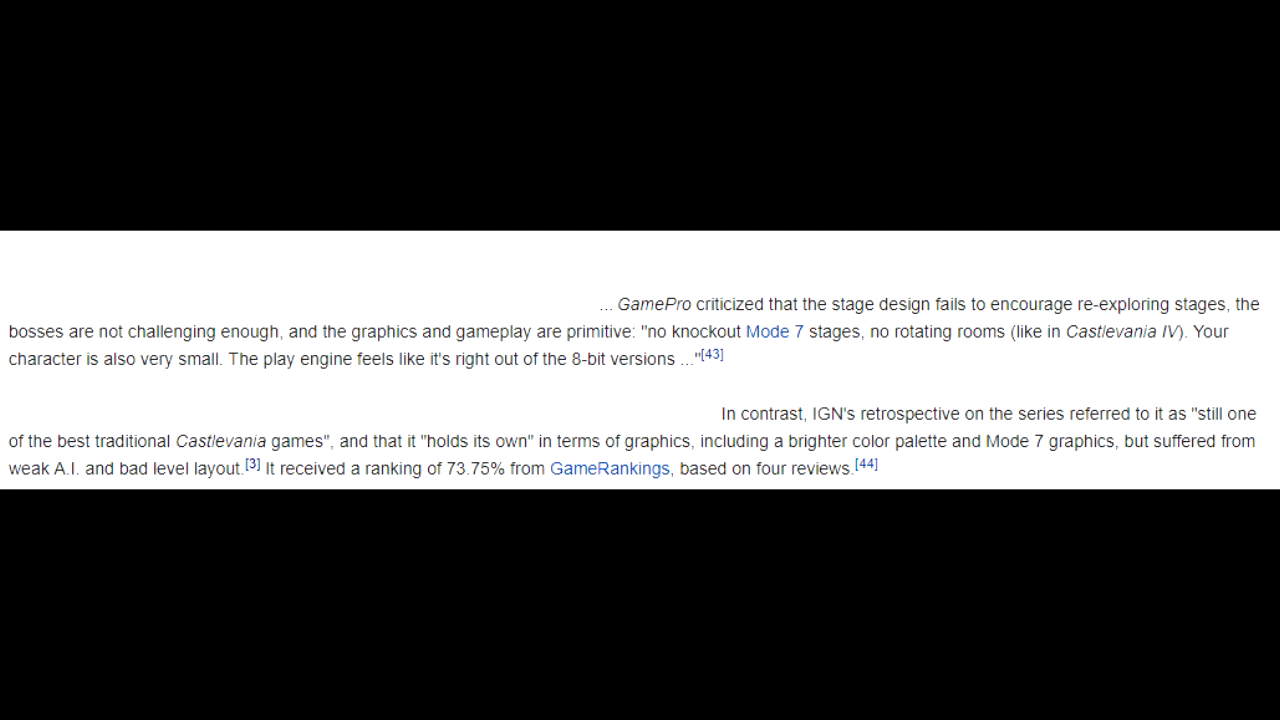 ... GamePro criticized that the stage design fails to encourage re-exploring stages, the
bosses are not challenging enough, and the graphics and gameplay are primitive: "no knockout Mode 7 stages, no rotating rooms (like in Castlevania IV). Your
character is also very small. The play engine feels like it's right out of the 8-bit versions ..."[43]
In contrast, IGN's retrospective on the series referred to it as "still one
of the best traditional Castlevania games", and that it "holds its own" in terms of graphics, including a brighter color palette and Mode 7 graphics, but suffered from
weak A.I. and bad level layout.[3] It received a ranking of 73.75% from GameRankings, based on four reviews.[44]